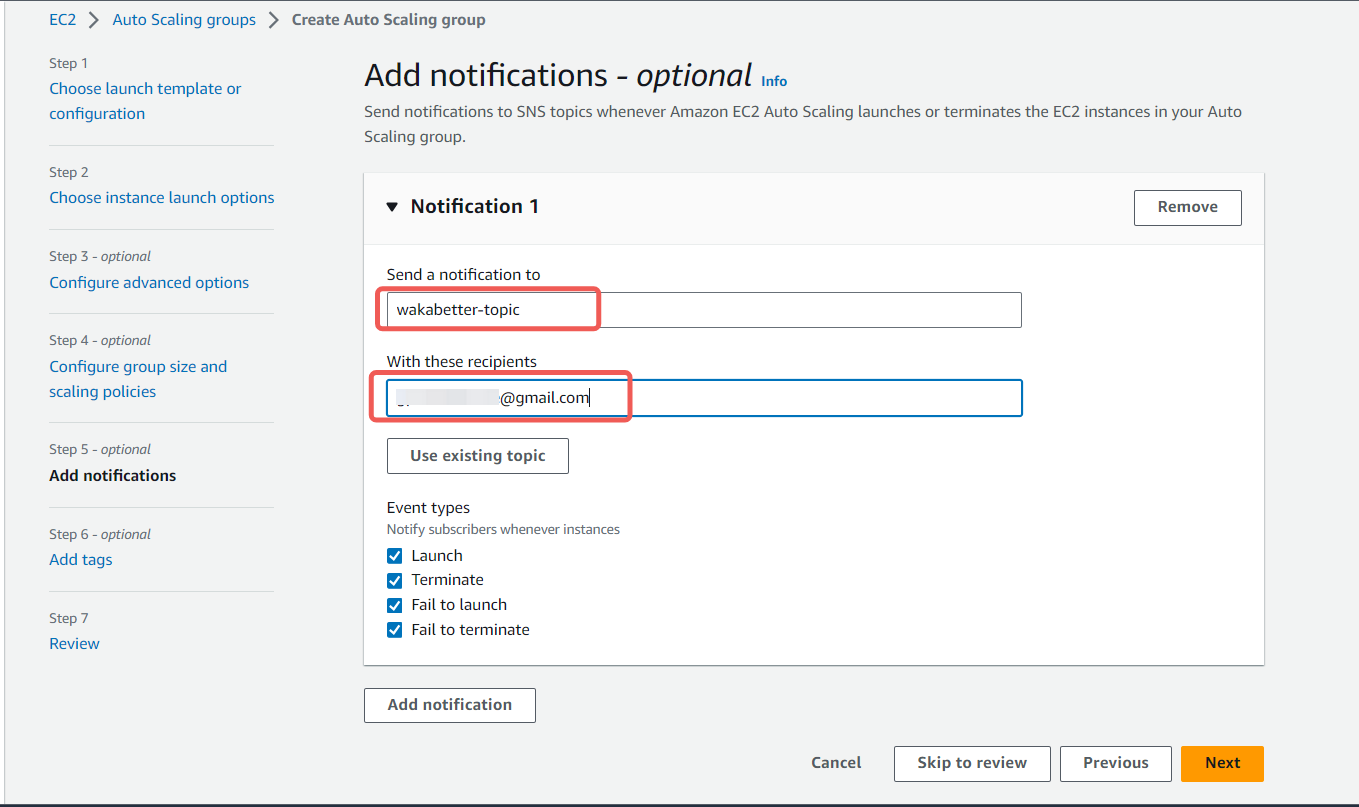 EC2 > Auto Scaling groups > Create Auto Scaling group
Step 1
Choose launch template or
configuration
Step 2
Choose instance launch options
Step 3 - optional
Configure advanced options
Step 4 - optional
Configure group size and
scaling policies
Step 5 - optional
Add notifications
Step 6 - optional
Add tags
Step 7
Review
Add notifications - optional Info
Send notifications to SNS topics whenever Amazon EC2 Auto Scaling launches or terminates the EC2 instances in your Auto
Scaling group.
Notification 1
Remove
Send a notification to
wakabetter-topic
With these recipients
@gmail.com
Use existing topic
Event types
Notify subscribers whenever instances
Launch
Terminate
Fail to launch
Fail to terminate
Add notification
Cancel
Skip to review
Previous
Next